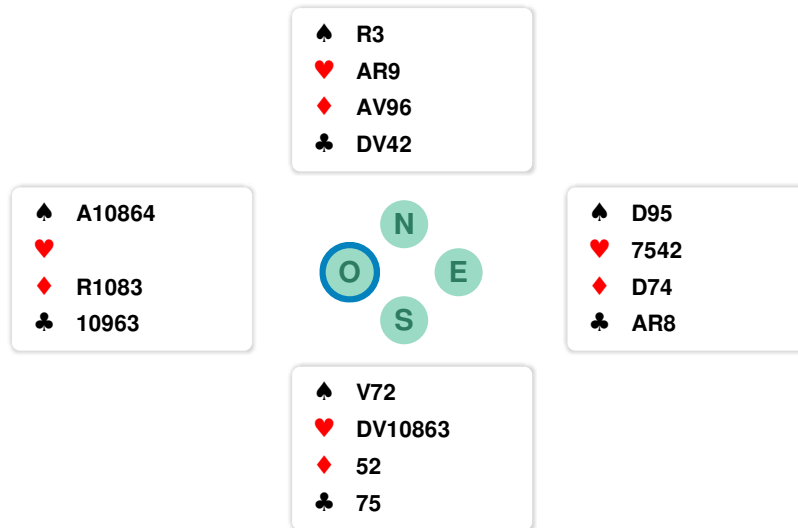 ♠ R3
♥ AR9
♦ AV96
♣ DV42
♠ A10864
♥
♦ R1083
♣ 10963
N
O
E
S
♠ D95
♥ 7542
♦ D74
♣ AR8
♠ V72
♥ DV10863
♦ 52
♣ 75